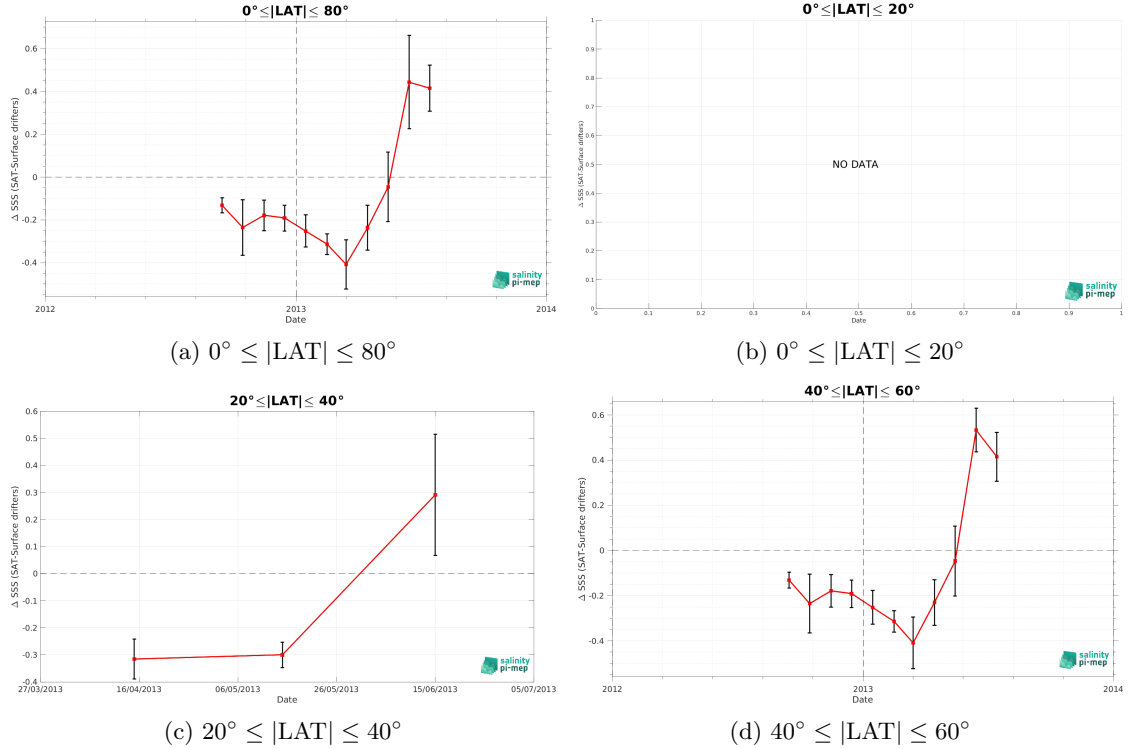 0°≤|LAT|≤ 80°
Δ SSS (SAT-Surface drifters)
0.6
0.4
0.2
0
-0.2
-0.4
2012
2013
2014
Date
salinity
pi-mep
(a) 0° ≤ |LAT| ≤ 80°
0°≤|LAT|≤ 20°
Δ SSS (SAT-Surface drifters)
1
0.9
0.8
0.7
0.6
0.5
0.4
0.3
0.2
0.1
0
NO DATA
0
0.1
0.2
0.3
0.4
0.5
0.6
0.7
0.8
0.9
1
Date
salinity
pi-mep
(b) 0° ≤ |LAT| ≤ 20°
20°≤|LAT|≤ 40°
Δ SSS (SAT-Surface drifters)
0.6
0.5
0.4
0.3
0.2
0.1
0
-0.1
-0.2
-0.3
-0.4
27/03/2013
16/04/2013
06/05/2013
26/05/2013
15/06/2013
05/07/2013
Date
salinity
pi-mep
(c) 20° ≤ |LAT| ≤ 40°
40°≤|LAT|≤ 60°
Δ SSS (SAT-Surface drifters)
0.6
0.4
0.2
0
-0.2
-0.4
2012
2013
2014
Date
salinity
pi-mep
(d) 40° ≤ |LAT| ≤ 60°